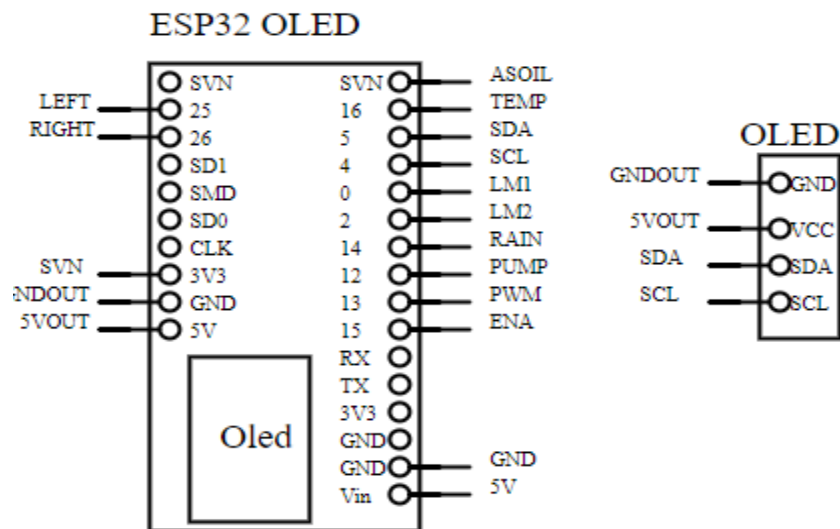 ESP32 OLED
SVN SVN ASOIL
LEFT 25 16 TEMP
RIGHT 26 5 SDA
SD1 4 SCL
SMD 0 LM1
SD0 2 LM2
CLK 14 RAIN
SVN 3V3 12 PUMP
NDOUT GND 13 PWM
5VOUT 5V 15 ENA
RX
TX
3V3
GND
GND GND
Vin 5V
Oled
OLED
GNDOUT GND
5VOUT VCC
SDA SDA
SCL SCL